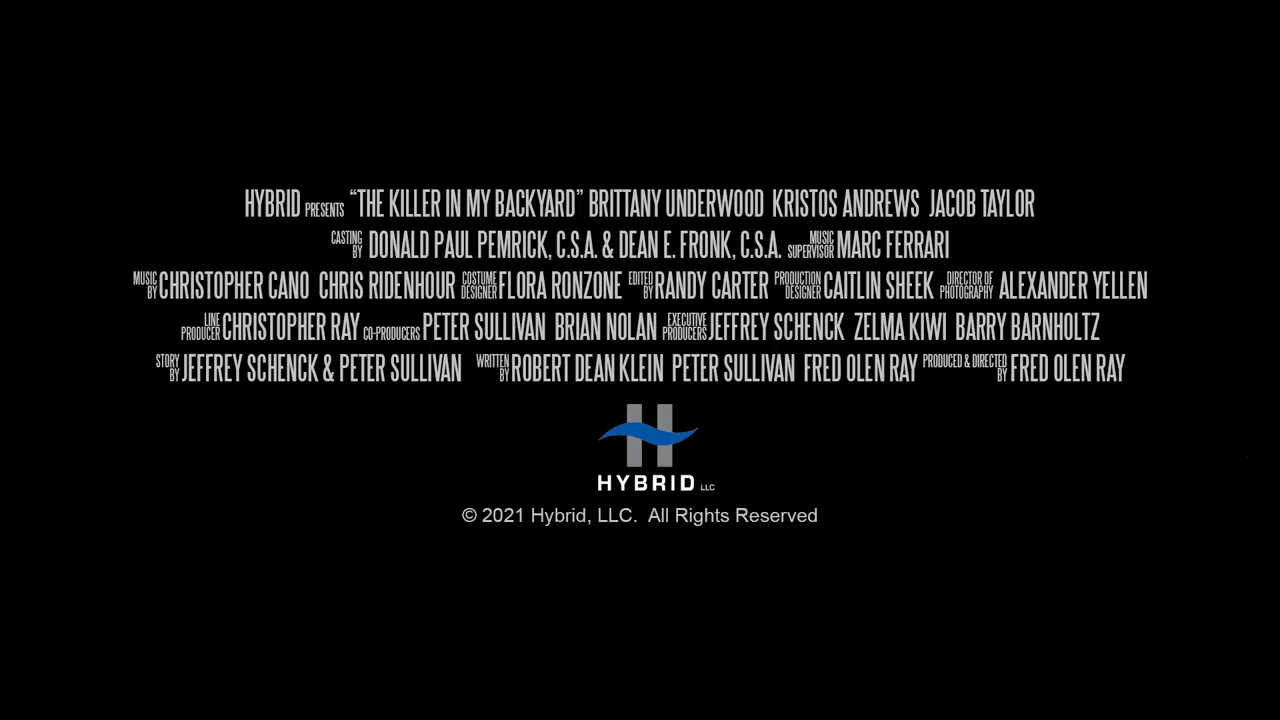 HYBRID PRESENTS “THE KILLER IN MY BACKYARD” BRITTANY UNDERWOOD KRISTOS ANDREWS JACOB TAYLOR
CASTING BY DONALD PAUL PEMRICK, C.S.A. & DEAN E. FRONK, C.S.A. MUSIC SUPERVISOR MARC FERRARI
MUSIC BY CHRISTOPHER CANO CHRIS RIDENHOUR COSTUME DESIGNER FLORA RONZONE EDITED BY RANDY CARTER PRODUCTION DESIGNER CAITLIN SHEEK DIRECTOR OF PHOTOGRAPHY ALEXANDER YELLEN
LINE PRODUCER CHRISTOPHER RAY CO-PRODUCERS PETER SULLIVAN BRIAN NOLAN EXECUTIVE PRODUCERS JEFFREY SCHENCK ZELMA KIWI BARRY BARNHOLTZ
STORY BY JEFFREY SCHENCK & PETER SULLIVAN WRITTEN BY ROBERT DEAN KLEIN PETER SULLIVAN FRED OLEN RAY PRODUCED & DIRECTED BY FRED OLEN RAY
H
HYBRID LLC
© 2021 Hybrid, LLC. All Rights Reserved